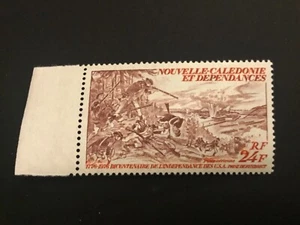 NOUVELLE-CALEDONIE
ET DEPENDANCES
RF
24F
1776-1976 BICENTENAIRE DE L'INDEPENDANCE DES U.S.A.